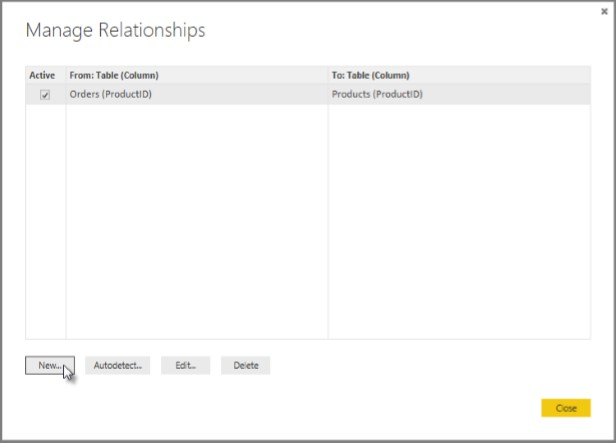 Manage Relationships
Active From: Table (Column) To: Table (Column)
Orders (ProductID) Products (ProductID)
New... Autodetect... Edit... Delete
Close